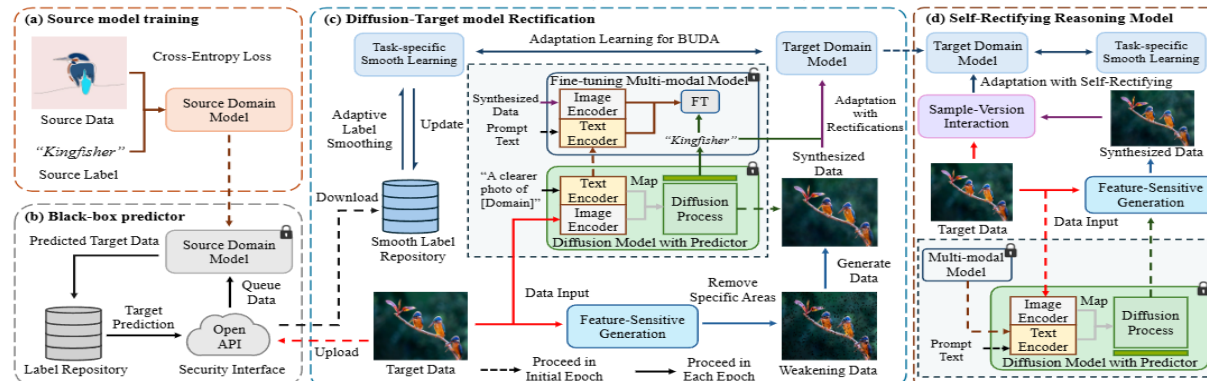 (a) Source model training
Cross-Entropy Loss
Source Data
Source Domain
Model
“Kingfisher”
Source Label
(b) Black-box predictor
Predicted Target Data
Source Domain
Model
Queue
Data
Target
Prediction
Open
API
Label Repository
Security Interface
(c) Diffusion-Target model Rectification
Task-specific
Smooth Learning
Adaptation Learning for BUDA
Target Domain
Model
Adaptive
Label
Smoothing
Update
Download
Smooth Label
Repository
Fine-tuning Multi-modal Model
Synthesized
Data
Prompt
Text
Image
Encoder
Text
Encoder
FT
“Kingfisher”
Adaptation
with
Rectifications
“A clearer
photo of
[Domain]”
Text
Encoder
Image
Encoder
Map
Diffusion
Process
Diffusion Model with Predictor
Synthesized
Data
Generate
Data
Data Input
Feature-Sensitive
Generation
Remove
Specific Areas
Upload
Target Data
Proceed in
Initial Epoch
Proceed in
Each Epoch
Weakening Data
(d) Self-Rectifying Reasoning Model
Target Domain
Model
Task-specific
Smooth Learning
Adaptation with Self-Rectifying
Sample-Version
Interaction
Synthesized Data
Target Data
Feature-Sensitive
Generation
Data Input
Multi-modal
Model
Image
Encoder
Text
Encoder
Map
Diffusion
Process
Prompt
Text
Diffusion Model with Predictor